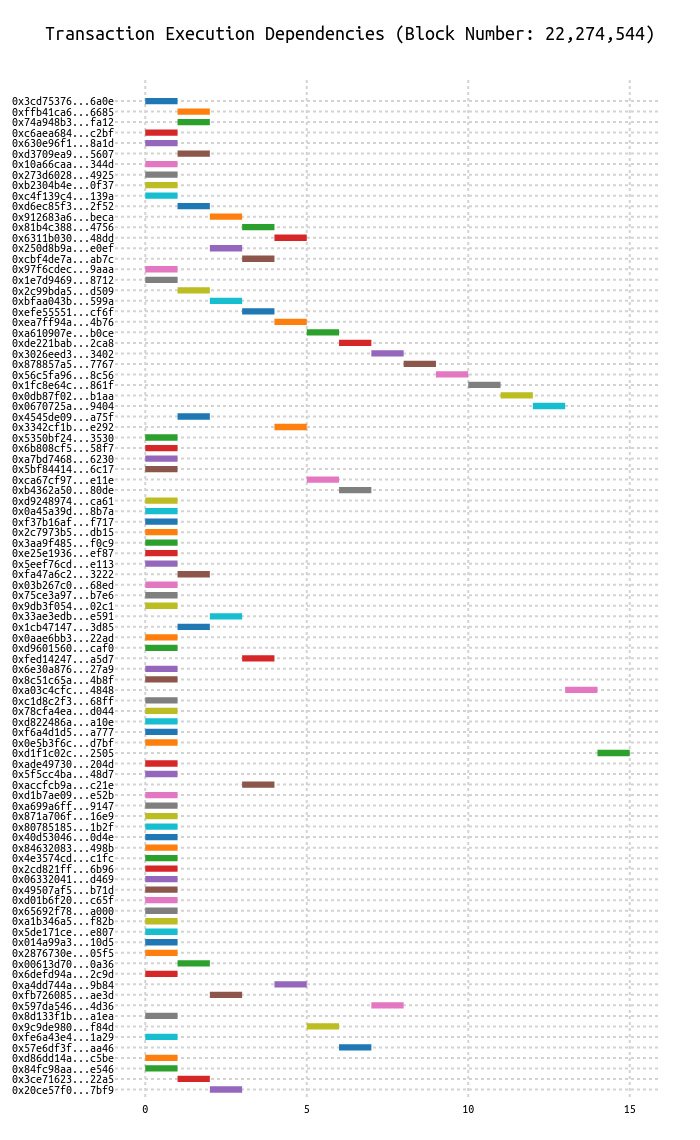 Transaction Execution Dependencies (Block Number: 22,274,544)
0x3cd75376...6a0e
0xffb41ca6...6685
0x74a948b3...fa12
0xc6aea684...c2bf
0x630e96f1...8a1d
0xd3709ea9...5607
0x10a66caa...344d
0x273d6028...4925
0xb2304b4e...0f37
0xc4f139c4...139a
0xd6ec85f3...2f52
0x912683a6...beca
0x81b4c388...4756
0x6311b030...48dd
0x250d8b9a...e0ef
0xcbf4de7a...ab7c
0x97f6cdec...9aaa
0x1e7d9469...8712
0x2c99bda5...d509
0xbfaa043b...599a
0xefe55551...cf6f
0xea7ff94a...4b76
0xa610907e...b0ce
0xde221bab...2ca8
0x3026eed3...3402
0x878857a5...7767
0x56c5fa96...8c56
0x1fc8e64c...861f
0x0db87f02...b1aa
0x0670725a...9404
0x4545de09...a75f
0x3342cf1b...e292
0x5350bf24...3530
0x6b808cf5...58f7
0xa7bd7468...6230
0x5bf84414...6c17
0xca67cf97...e11e
0xb4362a50...80de
0xd9248974...ca61
0x0a45a39d...8b7a
0xf37b16af...f717
0x2c7973b5...db15
0x3aa9f485...f0c9
0xe25e1936...ef87
0x5eef76cd...e113
0xfa47a6c2...3222
0x03b267c0...68ed
0x75ce3a97...b7e6
0x9db3f054...02c1
0x33ae3edb...e591
0x1cb47147...3d85
0x0aae6bb3...22ad
0xd9601560...caf0
0xfed14247...a5d7
0x6e30a876...27a9
0x8c51c65a...4b8f
0xa03c4cfc...4848
0xc1d8c2f3...68ff
0x78cfa4ea...d044
0xd822486a...a10e
0xf6a4d1d5...a777
0x0e5b3f6c...d7bf
0xd1f1c02c...2505
0xade49730...204d
0x5f5cc4ba...48d7
0xaccfcb9a...c21e
0xd1b7ae09...e52b
0xa699a6ff...9147
0x871a706f...16e9
0x80785185...1b2f
0x40d53046...0d4e
0x84632083...498b
0x4e3574cd...c1fc
0x2cd821ff...6b96
0x06332041...d469
0x49507af5...b71d
0xd01b6f20...c65f
0x65692f78...a000
0xa1b346a5...f82b
0x5de171ce...e807
0x014a99a3...10d5
0x2876730e...05f5
0x00613d70...0a36
0x6defd94a...2c9d
0xa4dd744a...9b84
0xfb726085...ae3d
0x597da546...4d36
0x8d133f1b...a1ea
0x9c9de980...f84d
0xfe6a43e4...1a29
0x57e6df3f...aa46
0xd86dd14a...c5be
0x84fc98aa...e546
0x3ce71623...22a5
0x20ce57f0...7bf9
0 5 10 15